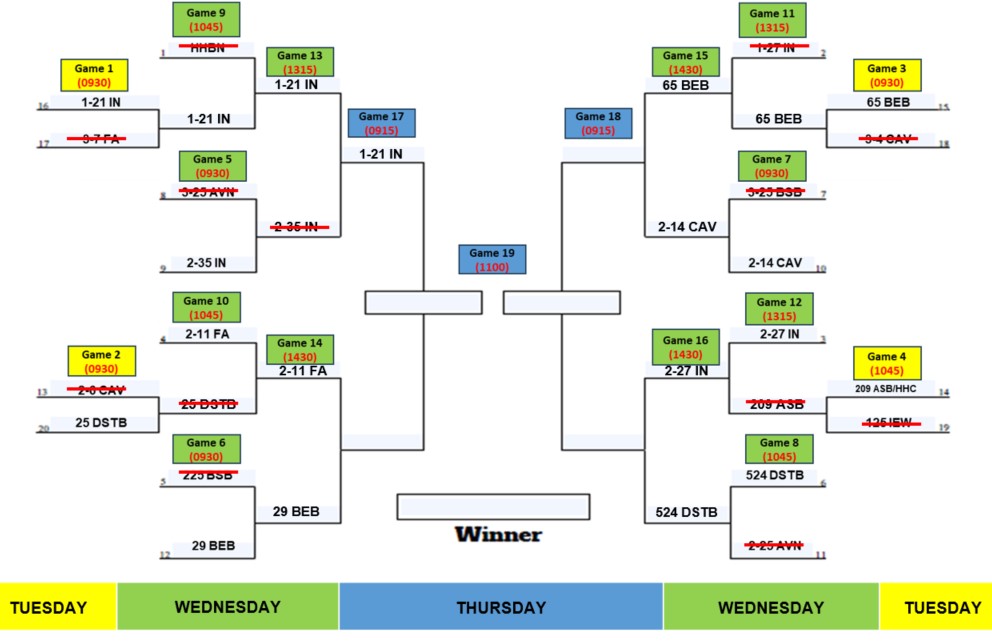 Game 9
(1045)
1
HHBN
Game 1
(0930)
16
1-21 IN
17
3-7 FA
1-21 IN
Game 13
(1315)
1-21 IN
Game 5
(0930)
8
3-25 AVN
9
2-35 IN
2-35 IN
Game 17
(0915)
1-21 IN
Game 10
(1045)
4
2-11 FA
Game 2
(0930)
13
2-6 CAV
20
25 DSTB
25 DSTB
Game 14
(1430)
2-11 FA
Game 6
(0930)
5
225 BSB
12
29 BEB
29 BEB
Game 19
(1100)
Winner
Game 18
(0915)
Game 15
(1430)
65 BEB
Game 11
(1315)
1-27 IN
2
Game 3
(0930)
65 BEB
15
3-4 CAV
18
65 BEB
Game 7
(0930)
3-25 BSB
7
2-14 CAV
2-14 CAV
10
Game 12
(1315)
2-27 IN
3
Game 16
(1430)
2-27 IN
Game 4
(1045)
209 ASB/HHC
14
125 IEW
19
209 ASB
Game 8
(1045)
524 DSTB
6
524 DSTB
2-25 AVN
11
TUESDAY
WEDNESDAY
THURSDAY
WEDNESDAY
TUESDAY